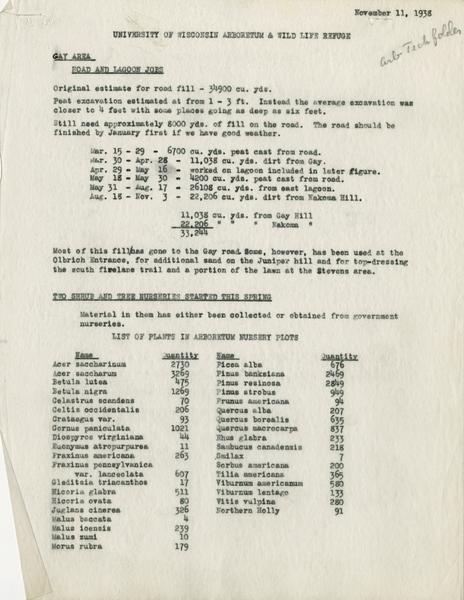 November 11, 1938
Arb Tech folder
UNIVERSITY OF WISCONSIN ARBORETUM & WILD LIFE REFUGE
GAY AREA
ROAD AND LAGOON JOBS
Original estimate for road fill - 34900 cu. yds.
Peat excavation estimated at from 1 - 3 ft. Instead the average excavation was
closer to 4 feet with some places going as deep as six feet.
Still need approximately 8000 yds. of fill on the road. The road should be
finished by January first if we have good weather.
Mar. 15 - 29 - 6700 cu. yds. peat cast from road.
Mar. 30 - Apr. 28 - 11,038 cu. yds. dirt from Gay.
Apr. 29 - May 16 - worked on lagoon included in later figure.
May 18 - May 30 - 4200 cu. yds. peat cast from road.
May 31 - Aug. 17 - 26108 cu. yds. from east lagoon.
Aug. 18 - Nov. 3 - 22,206 cu. yds. dirt from Nakoma Hill.
11,038 cu. yds. from Gay Hill
22,206 " " " Nakoma "
33,244
Most of this fill/has gone to the Gay road. Some, however, has been used at the
Olbrich Entrance, for additional sand on the Juniper hill and for top-dressing
the south firelane trail and a portion of the lawn at the Stevens area.
TWO SHRUB AND TREE NURSERIES STARTED THIS SPRING
Material in them has either been collected or obtained from government
nurseries.
LIST OF PLANTS IN ARBORETUM NURSERY PLOTS
Name Quantity Name Quantity
Acer saccharinum 2730 Picea alba 676
Acer saccharum 3269 Pinus banksiana 2469
Betula lutea 475 Pinus resinosa 2849
Betula nigra 1269 Pinus strobus 949
Celastrus scandens 70 Prunus americana 94
Celtis occidentalis 206 Quercus alba 207
Crataegus var. 93 Quercus borealis 635
Cornus paniculata 1021 Quercus macrocarpa 837
Diospyros virginiana 44 Rhus glabra 233
Euonymus atropurpurea 11 Sambucus canadensis 218
Fraxinus americana 263 Smilax 7
Fraxinus pennsylvanica Sorbus americana 200
var. lanceolata 607 Tilia americana 365
Gleditsia triacanthos 17 Viburnum americanum 580
Hicoria glabra 511 Viburnum lentago 133
Hicoria ovata 80 Vitis vulpina 280
Juglans cinerea 326 Northern Holly 91
Malus baccata 4
Malus ioensis 239
Malus zumi 10
Morus rubra 179